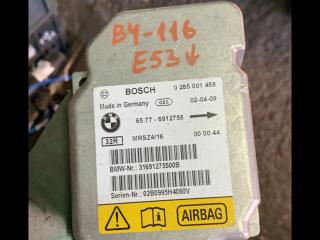 B4-116
E53↓
BOSCH
0 285 001 458
Made in Germany
02-04-09
65.77 - 6912755
32R
MRSZ4/16
00 00 44
BMW-Nr.: 31691275500B
Serial-Nr.: 02B0995H4080V
AIRBAG